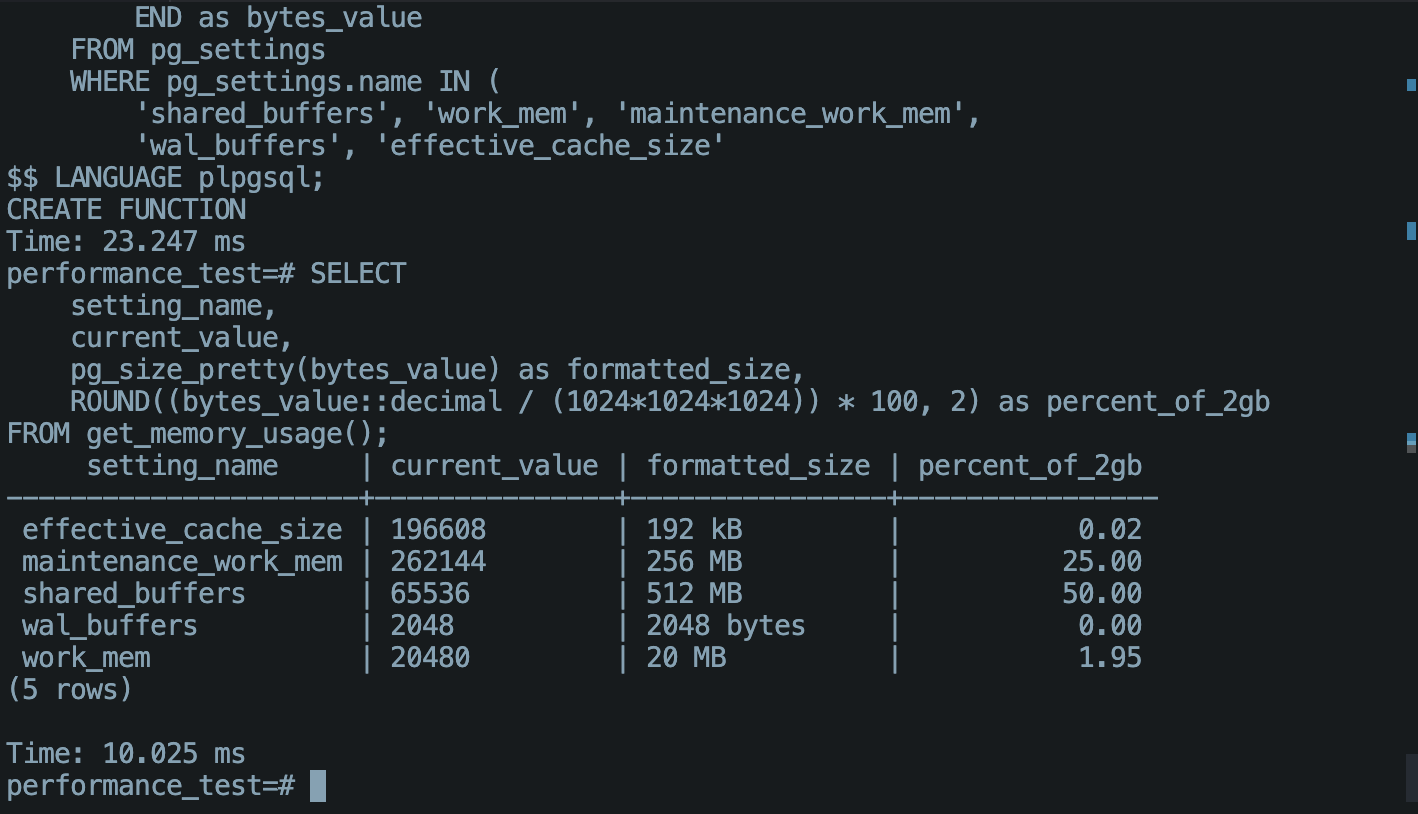 END as bytes_value
    FROM pg_settings
    WHERE pg_settings.name IN (
        'shared_buffers', 'work_mem', 'maintenance_work_mem',
        'wal_buffers', 'effective_cache_size'
$$ LANGUAGE plpgsql;
CREATE FUNCTION
Time: 23.247 ms
performance_test=# SELECT
    setting_name,
    current_value,
    pg_size_pretty(bytes_value) as formatted_size,
    ROUND((bytes_value::decimal / (1024*1024*1024)) * 100, 2) as percent_of_2gb
FROM get_memory_usage();
     setting_name     | current_value | formatted_size | percent_of_2gb
----------------------+---------------+----------------+----------------
 effective_cache_size | 196608        | 192 kB         |           0.02
 maintenance_work_mem | 262144        | 256 MB         |          25.00
 shared_buffers       | 65536         | 512 MB         |          50.00
 wal_buffers          | 2048          | 2048 bytes     |           0.00
 work_mem             | 20480         | 20 MB          |           1.95
(5 rows)

Time: 10.025 ms
performance_test=#